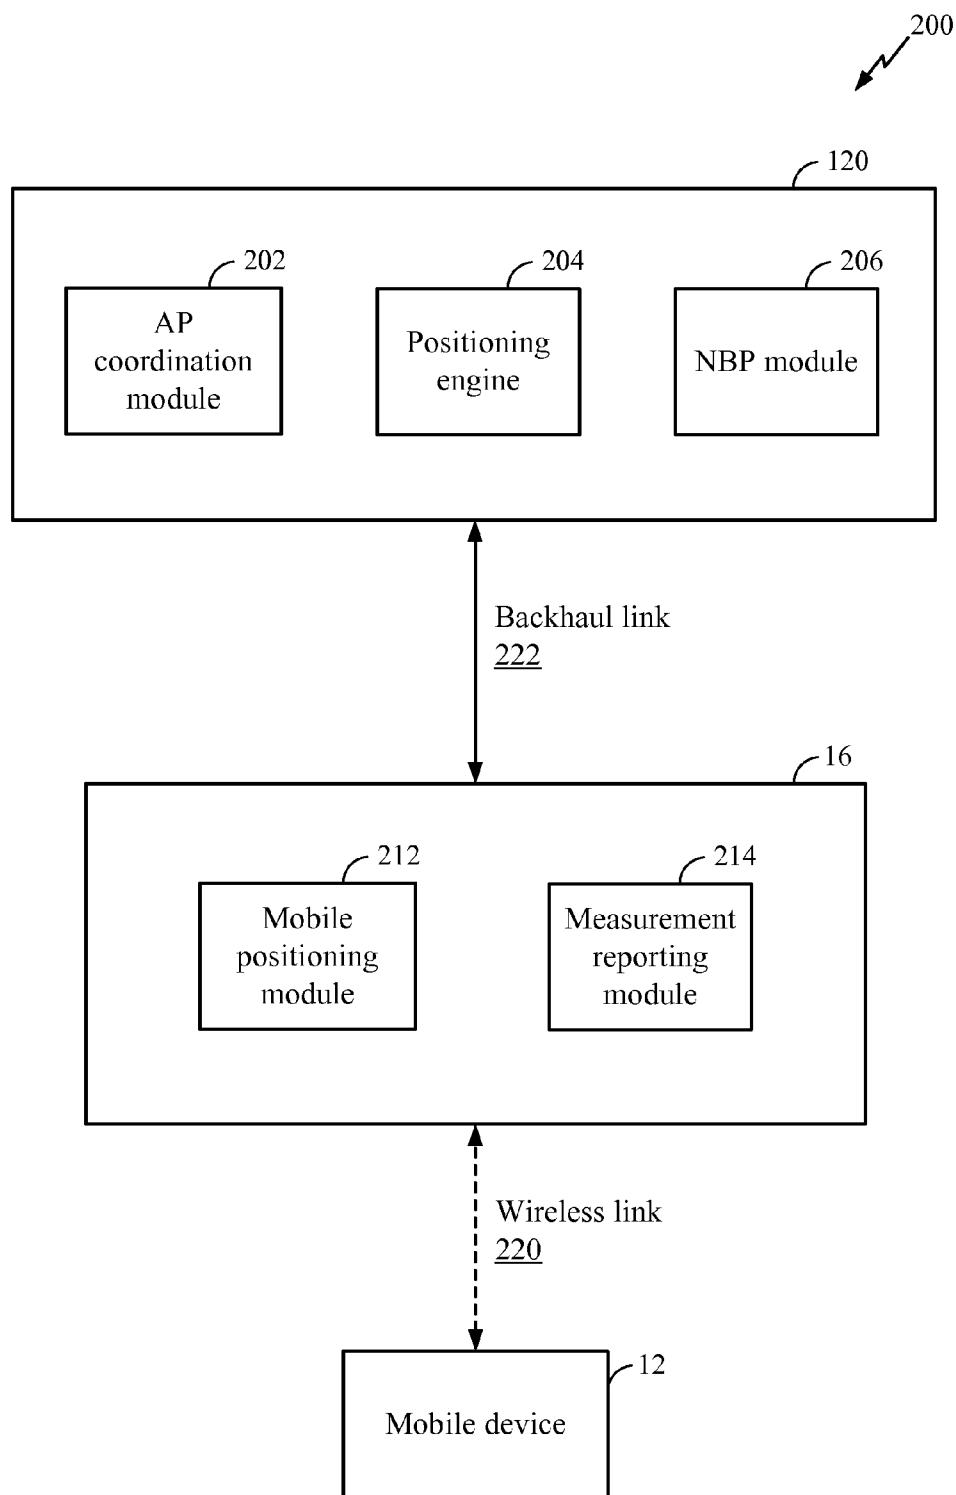 200
120
202
204
206
AP
coordination
module
Positioning
engine
NBP module
Backhaul link
222
16
212
214
Mobile
positioning
module
Measurement
reporting
module
Wireless link
220
12
Mobile device